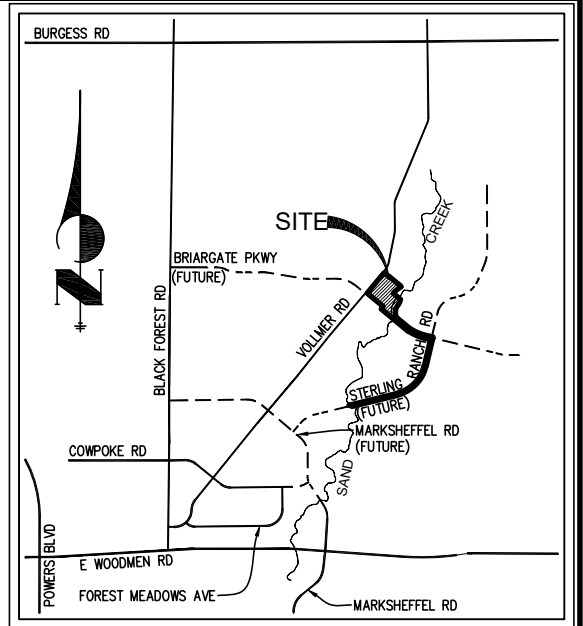 BURGESS RD
SITE
CREEK
BRIARGATE PKWY
(FUTURE)
N
VOLLMER RD
BLACK FOREST RD
RANCH RD
STERLING
(FUTURE)
MARKSHEFFEL RD
(FUTURE)
COWPOKE RD
SAND
POWERS BLVD
E WOODMEN RD
FOREST MEADOWS AVE
MARKSHEFFEL RD